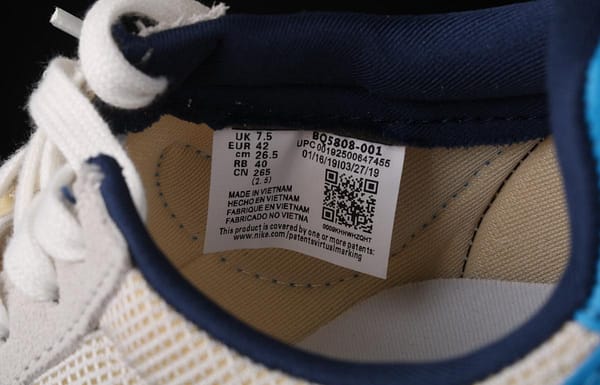 UK 7.5
EUR 42
cm 26.5
RB 40
CN 265
(2.5)
BQ5808-001
UPC 00192500647455
01/16/19|03/27/19
MADE IN VIETNAM
HECHO EN VIETNAM
FABRIQUE EN VIETNAM
FABRICADO NO VIETNA
0009KHHWHZQHT
This product is covered by one or more patents:
www.nike.com/patentsvirtualmarking